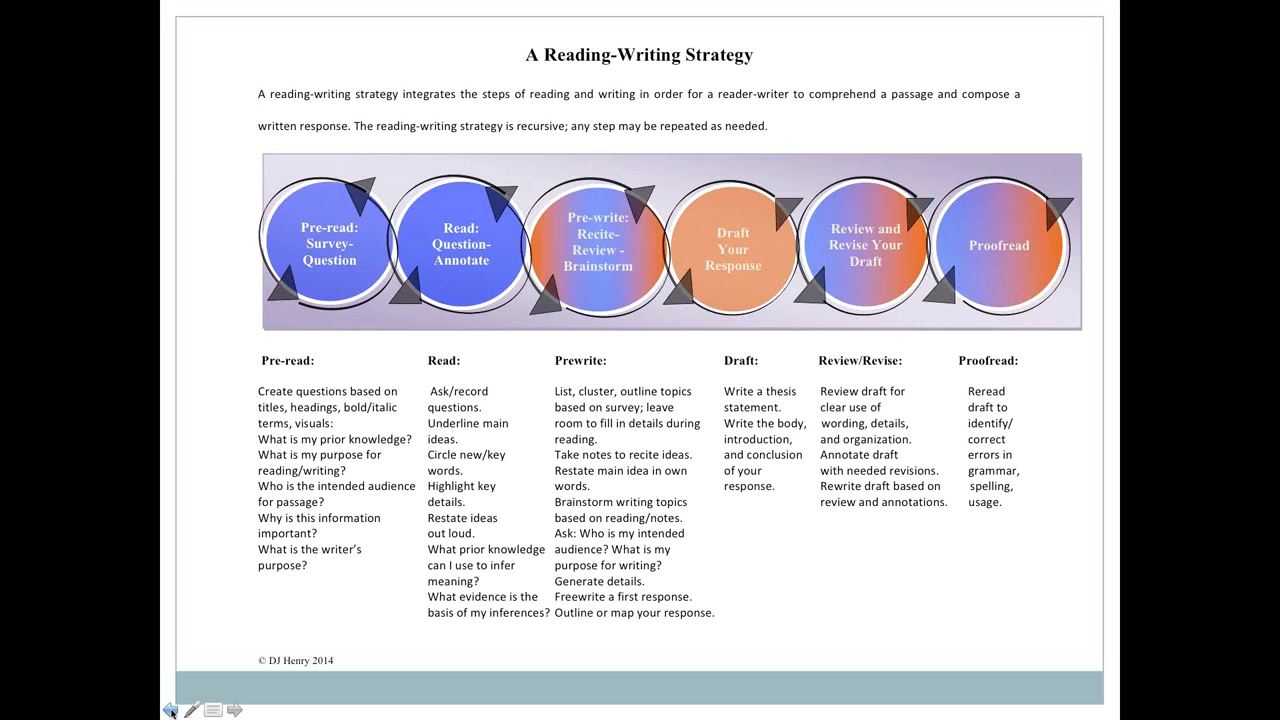 A Reading-Writing Strategy
A reading-writing strategy integrates the steps of reading and writing in order for a reader-writer to comprehend a passage and compose a
written response. The reading-writing strategy is recursive; any step may be repeated as needed.
Pre-read:
Survey-
Question
Read:
Question-
Annotate
Pre-write:
Recite-
Review -
Brainstorm
Draft
Your
Response
Review and
Revise Your
Draft
Proofread
Pre-read:
Create questions based on
titles, headings, bold/italic
terms, visuals:
What is my prior knowledge?
What is my purpose for
reading/writing?
Who is the intended audience
for passage?
Why is this information
important?
What is the writer’s
purpose?
Read:
Ask/record
questions.
Underline main
ideas.
Circle new/key
words.
Highlight key
details.
Restate ideas
out loud.
What prior knowledge
can I use to infer
meaning?
What evidence is the
basis of my inferences?
Prewrite:
List, cluster, outline topics
based on survey; leave
room to fill in details during
reading.
Take notes to recite ideas.
Restate main idea in own
words.
Brainstorm writing topics
based on reading/notes.
Ask: Who is my intended
audience? What is my
purpose for writing?
Generate details.
Freewrite a first response.
Outline or map your response.
Draft:
Write a thesis
statement.
Write the body,
introduction,
and conclusion
of your
response.
Review/Revise:
Review draft for
clear use of
wording, details,
and organization.
Annotate draft
with needed revisions.
Rewrite draft based on
review and annotations.
Proofread:
Reread
draft to
identify/
correct
errors in
grammar,
spelling,
usage.
© DJ Henry 2014